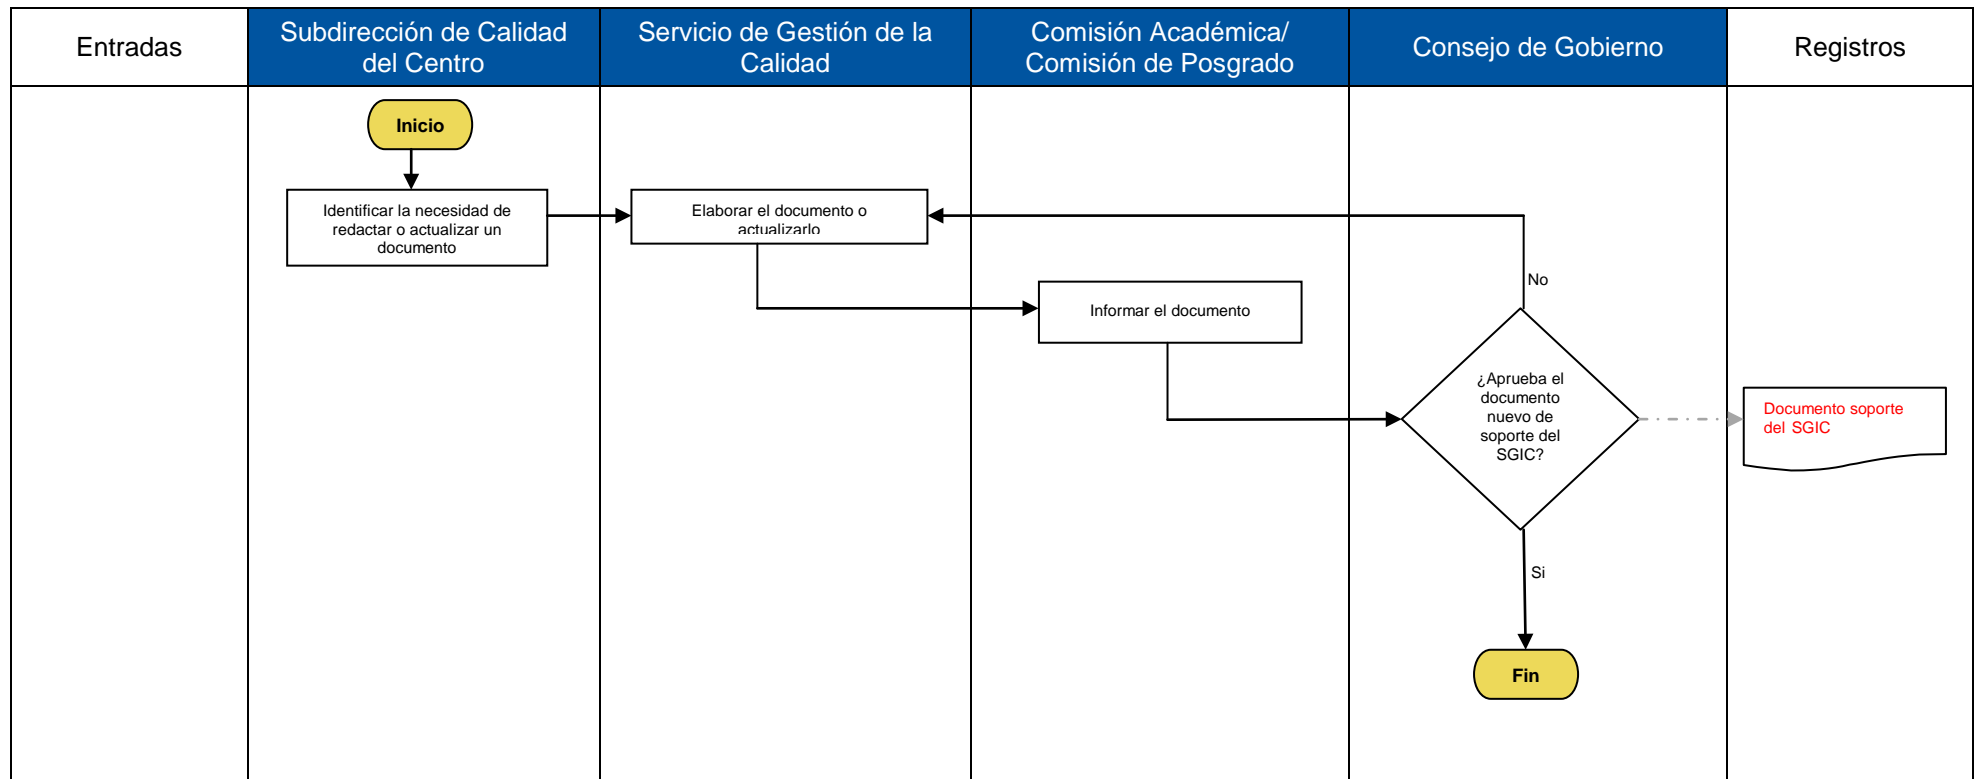 Entradas
Subdirección de Calidad
del Centro
Servicio de Gestión de la
Calidad
Comisión Académica/
Comisión de Posgrado
Consejo de Gobierno
Registros
Inicio
Identificar la necesidad de
redactar o actualizar un
documento
Elaborar el documento o
actualizarlo
No
Informar el documento
¿Aprueba el
documento
nuevo de
soporte del
SGIC?
Documento soporte
del SGIC
Si
Fin